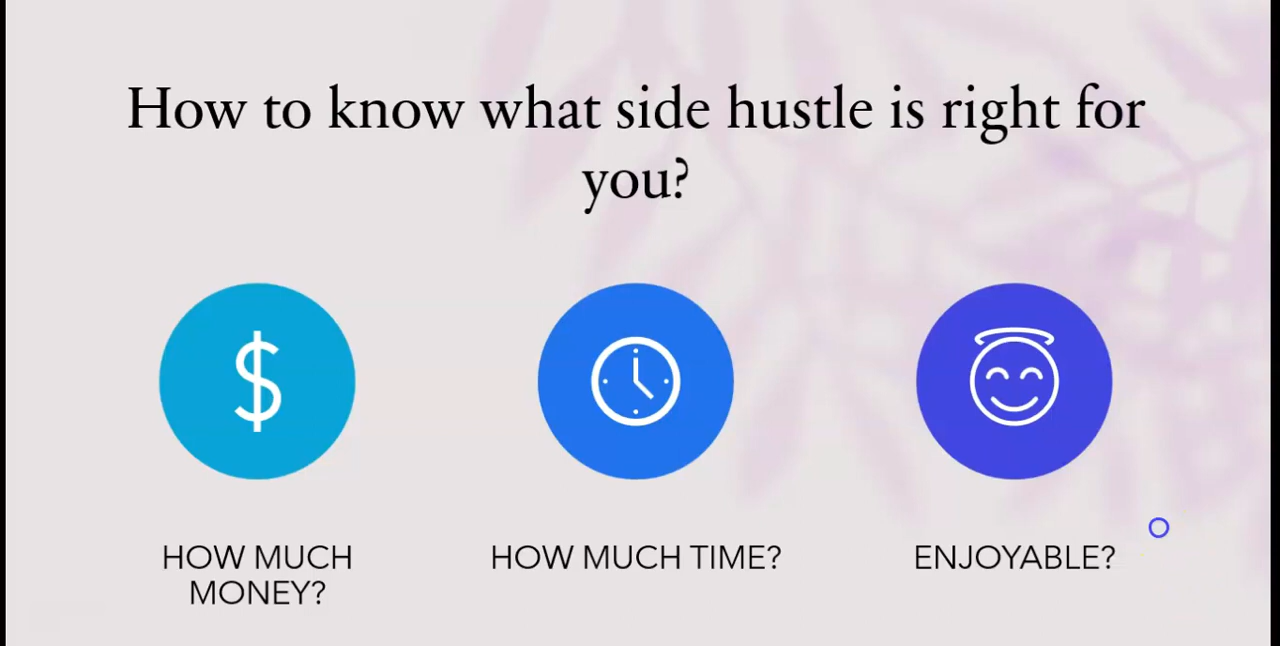 How to know what side hustle is right for
you?
HOW MUCH
MONEY?
HOW MUCH TIME?
ENJOYABLE?